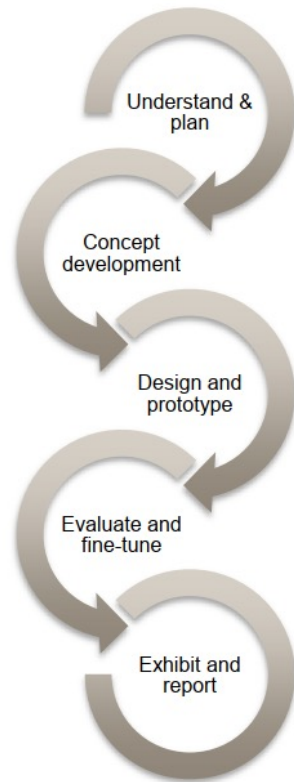 Understand &
plan
Concept
development
Design and
prototype
Evaluate and
fine-tune
Exhibit and
report